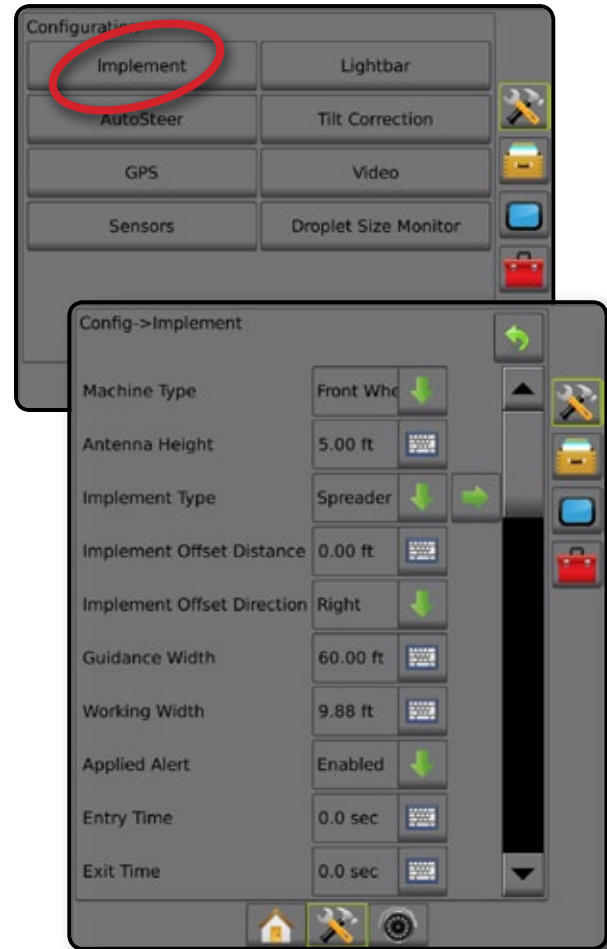 Configuration
Implement Lightbar
AutoSteer Tilt Correction
GPS Video
Sensors Droplet Size Monitor
Config->Implement
Machine Type Front Whe
Antenna Height 5.00 ft
Implement Type Spreader
Implement Offset Distance 0.00 ft
Implement Offset Direction Right
Guidance Width 60.00 ft
Working Width 9.88 ft
Applied Alert Enabled
Entry Time 0.0 sec
Exit Time 0.0 sec